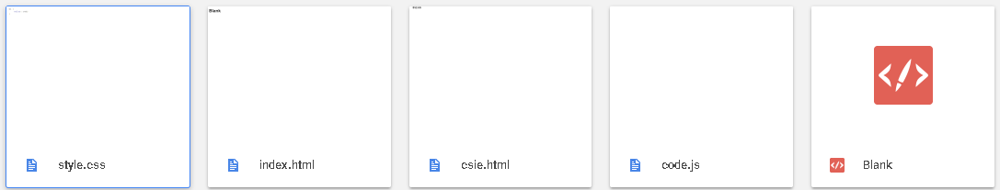 Blank
style.css
index.html
csie.html
code.js
Blank